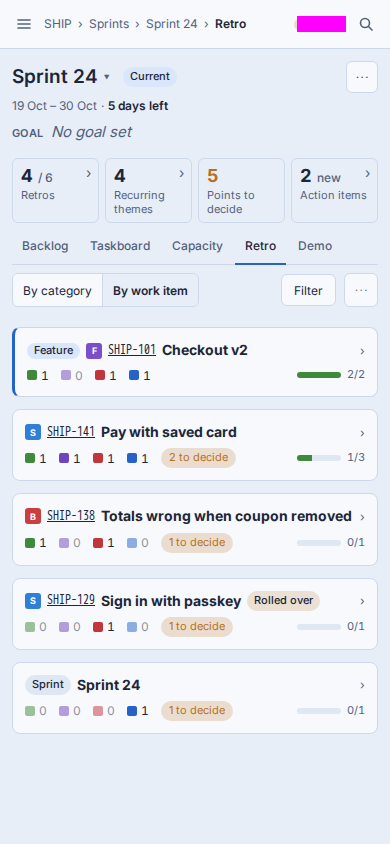 SHIP › Sprints › Sprint 24 › Retro
Sprint 24 ▾ Current ...
19 Oct – 30 Oct · 5 days left
GOAL No goal set
4 / 6 › 4 › 5 2 new ›
Retros Recurring themes Points to decide Action items
Backlog Taskboard Capacity Retro Demo
By category By work item Filter ...
Feature F SHIP-101 Checkout v2 ›
1 0 1 1 2/2
S SHIP-141 Pay with saved card ›
1 1 1 1 2 to decide 1/3
B SHIP-138 Totals wrong when coupon removed ›
1 0 1 0 1 to decide 0/1
S SHIP-129 Sign in with passkey Rolled over ›
0 0 1 0 1 to decide 0/1
Sprint Sprint 24 ›
0 0 0 1 1 to decide 0/1